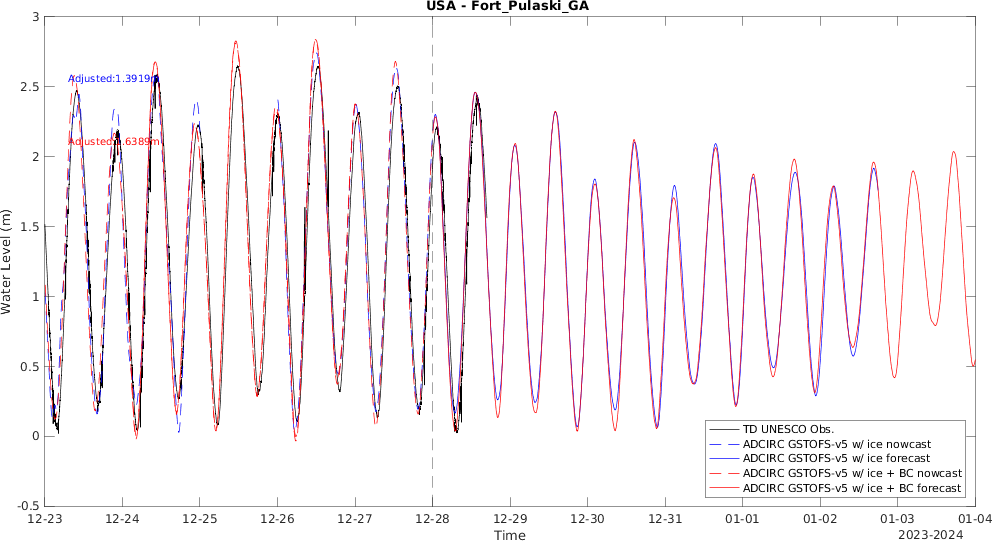 USA - Fort_Pulaski_GA
3
2.5
2
1.5
1
0.5
0
-0.5
Water Level (m)
Adjusted:1.3919m
Adjusted:1.6389m
TD UNESCO Obs.
ADCIRC GSTOFS-v5 w/ ice nowcast
ADCIRC GSTOFS-v5 w/ ice forecast
ADCIRC GSTOFS-v5 w/ ice + BC nowcast
ADCIRC GSTOFS-v5 w/ ice + BC forecast
12-23 12-24 12-25 12-26 12-27 12-28 12-29 12-30 12-31 01-01 01-02 01-03 01-04
Time
2023-2024